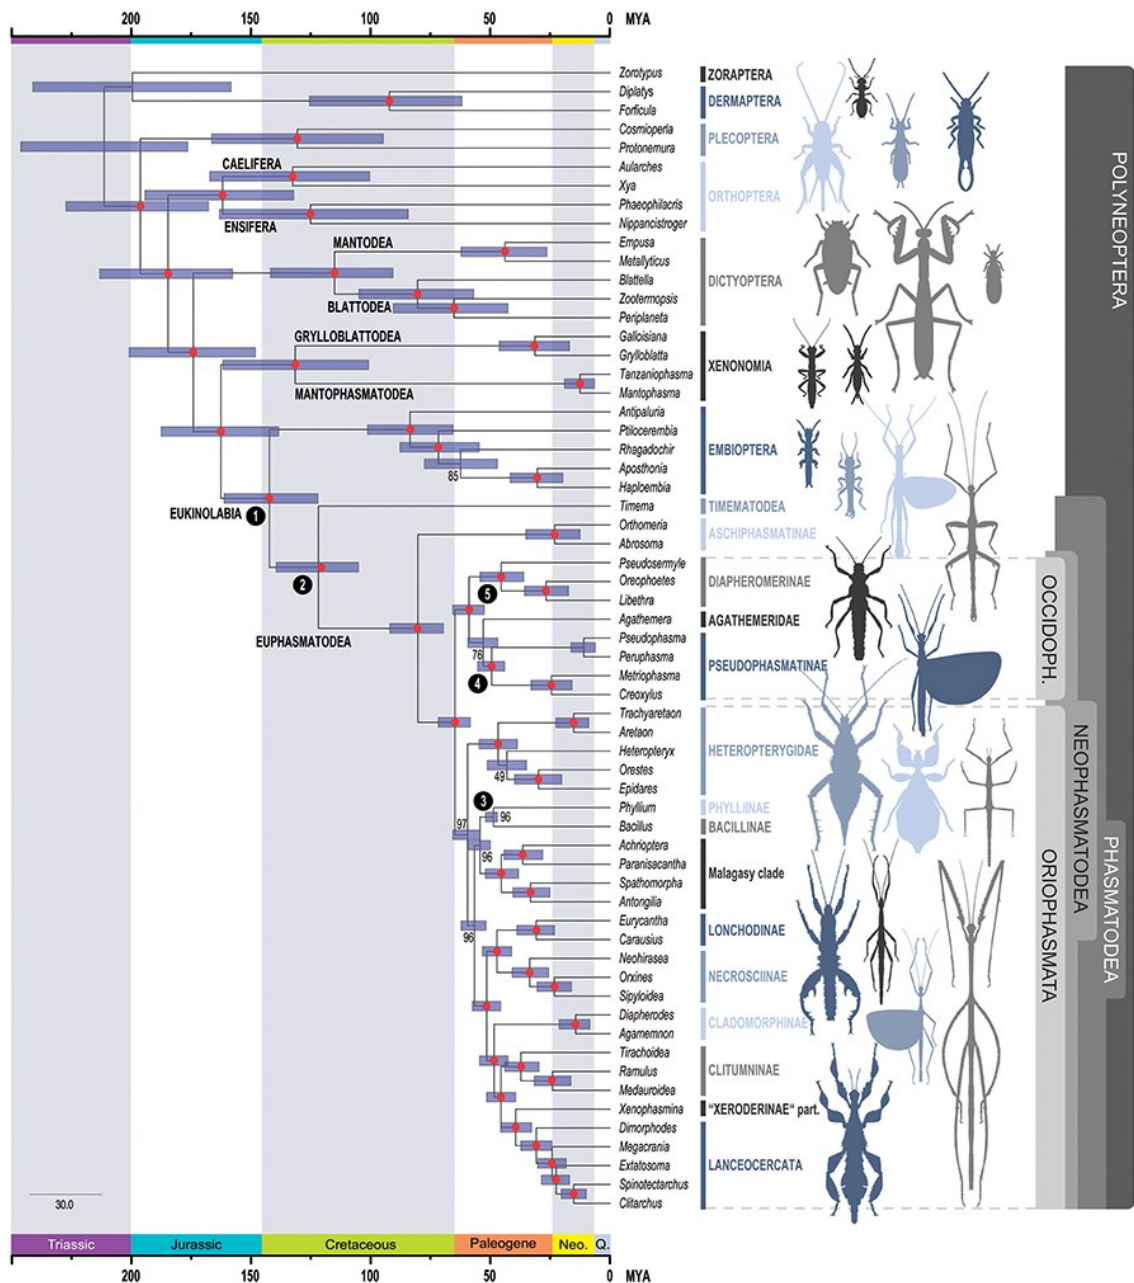 200 150 100 50 0 MYA
Zorotypus
Diplatys
Forficula
Cosmioperla
Protonemura
Aularches
Xya
Phaeophilacris
Nippancistroger
Empusa
Metallyticus
Blattella
Zootermopsis
Periplaneta
Galloisiana
Grylloblatta
Tanzaniophasma
Mantophasma
Antipaluria
Ptilocerembia
Rhagadochir
Aposthonia
Haploembia
Timema
Orthomeria
Abrosoma
Pseudosermyle
Oreophoetes
Libethra
Agathemera
Pseudophasma
Peruphasma
Metriophasma
Creoxylus
Trachyaretaon
Aretaon
Heteropteryx
Orestes
Epidares
Phyllium
Bacillus
Achrioptera
Paranisacantha
Spathomorpha
Antongilia
Eurycantha
Carausius
Neohirasea
Orxines
Sipyloidea
Diapherodes
Agamemnon
Tirachoidea
Ramulus
Medauroidea
Xenophasmina
Dimorphodes
Megacrania
Extatosoma
Spinotectarchus
Clitarchus
CAELIFERA
ENSIFERA
MANTODEA
BLATTODEA
GRYLLOBLATTODEA
MANTOPHASMATODEA
EUKINOLABIA
1
2
EUPHASMATODEA
85
5
76
4
49
3
96
97
96
96
ZORAPTERA
DERMAPTERA
PLECOPTERA
ORTHOPTERA
DICTYOPTERA
XENONOMIA
EMBIOPTERA
TIMEMATODEA
ASCHIPHASMATINAE
DIAPHEROMERINAE
AGATHEMERIDAE
PSEUDOPHASMATINAE
HETEROPTERYGIDAE
PHYLLIINAE
BACILLINAE
Malagasy clade
LONCHODINAE
NECROSCIINAE
CLADOMORPHINAE
CLITUMNINAE
"XERODERINAE" part.
LANCEOCERCATA
OCCIDOPH.
ORIOPHASMATA
NEOPHASMATODEA
PHASMATODEA
POLYNEOPTERA
30.0
Triassic Jurassic Cretaceous Paleogene Neo. Q.
200 150 100 50 0 MYA